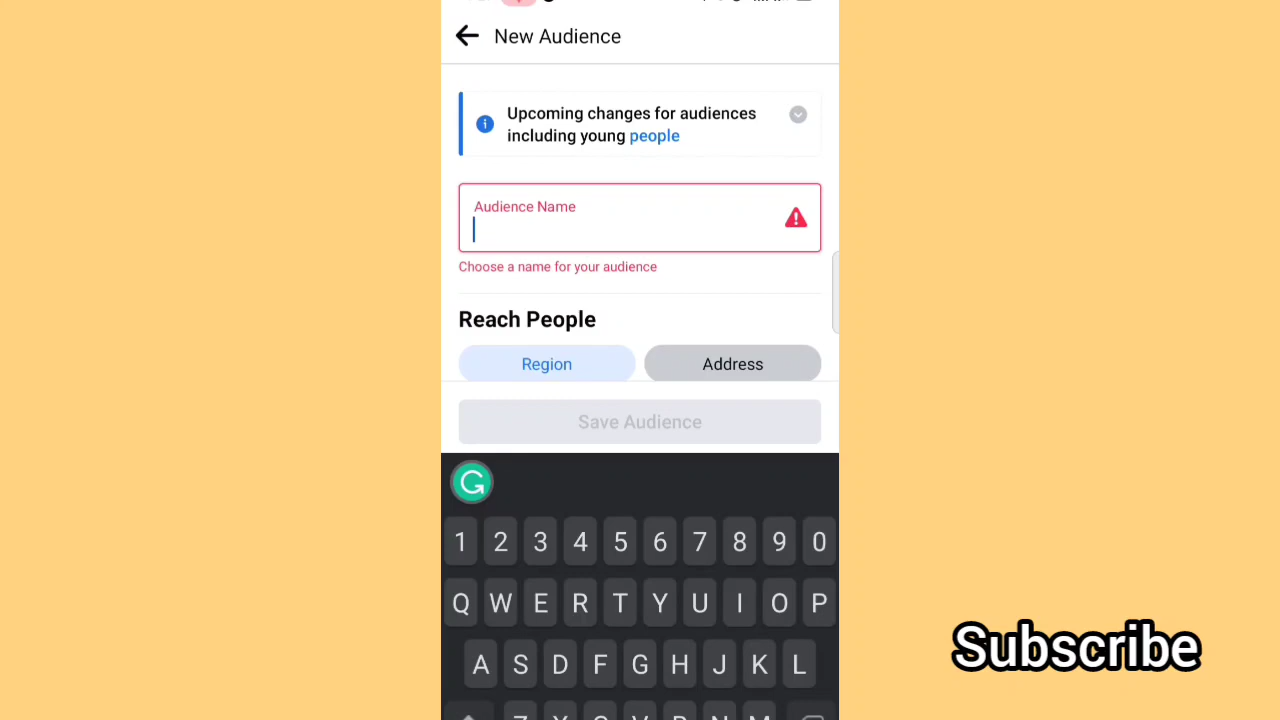 New Audience
Upcoming changes for audiences
including young people
Audience Name
Choose a name for your audience
Reach People
Region
Address
Save Audience
1 2 3 4 5 6 7 8 9 0
Q W E R T Y U I O P
A S D F G H J K L
Subscribe